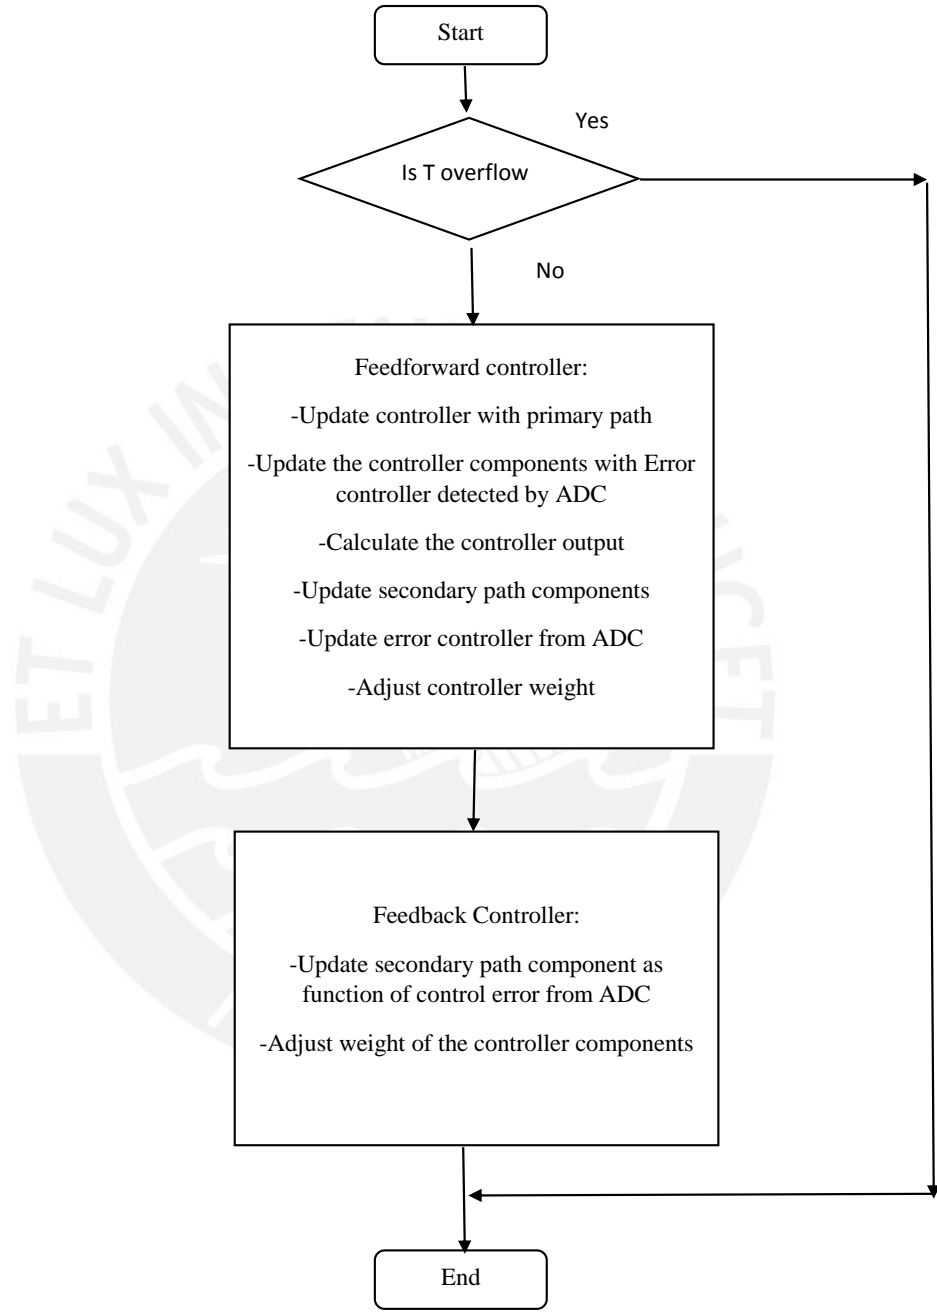 Start
Yes
Is T overflow
No
Feedforward controller:
-Update controller with primary path
-Update the controller components with Error
controller detected by ADC
-Calculate the controller output
-Update secondary path components
-Update error controller from ADC
-Adjust controller weight
ET LUX IN
Feedback Controller:
-Update secondary path component as
function of control error from ADC
-Adjust weight of the controller components
End